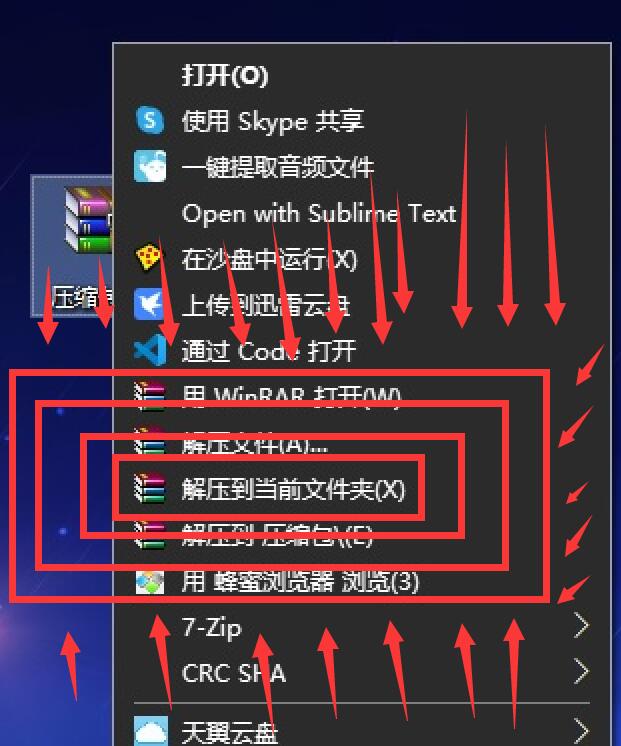 打开(O)
使用 Skype 共享
一键提取音频文件
Open with Sublime Text
在沙盘中运行(X)
上传到迅雷云盘
通过 Code 打开
用 WinRAR 打开(W)
解压文件(A)...
解压到当前文件夹(X)
解压到 压缩包\(E)
用 蜂蜜浏览器 浏览(3)
7-Zip
CRC SHA
天翼云盘
压缩